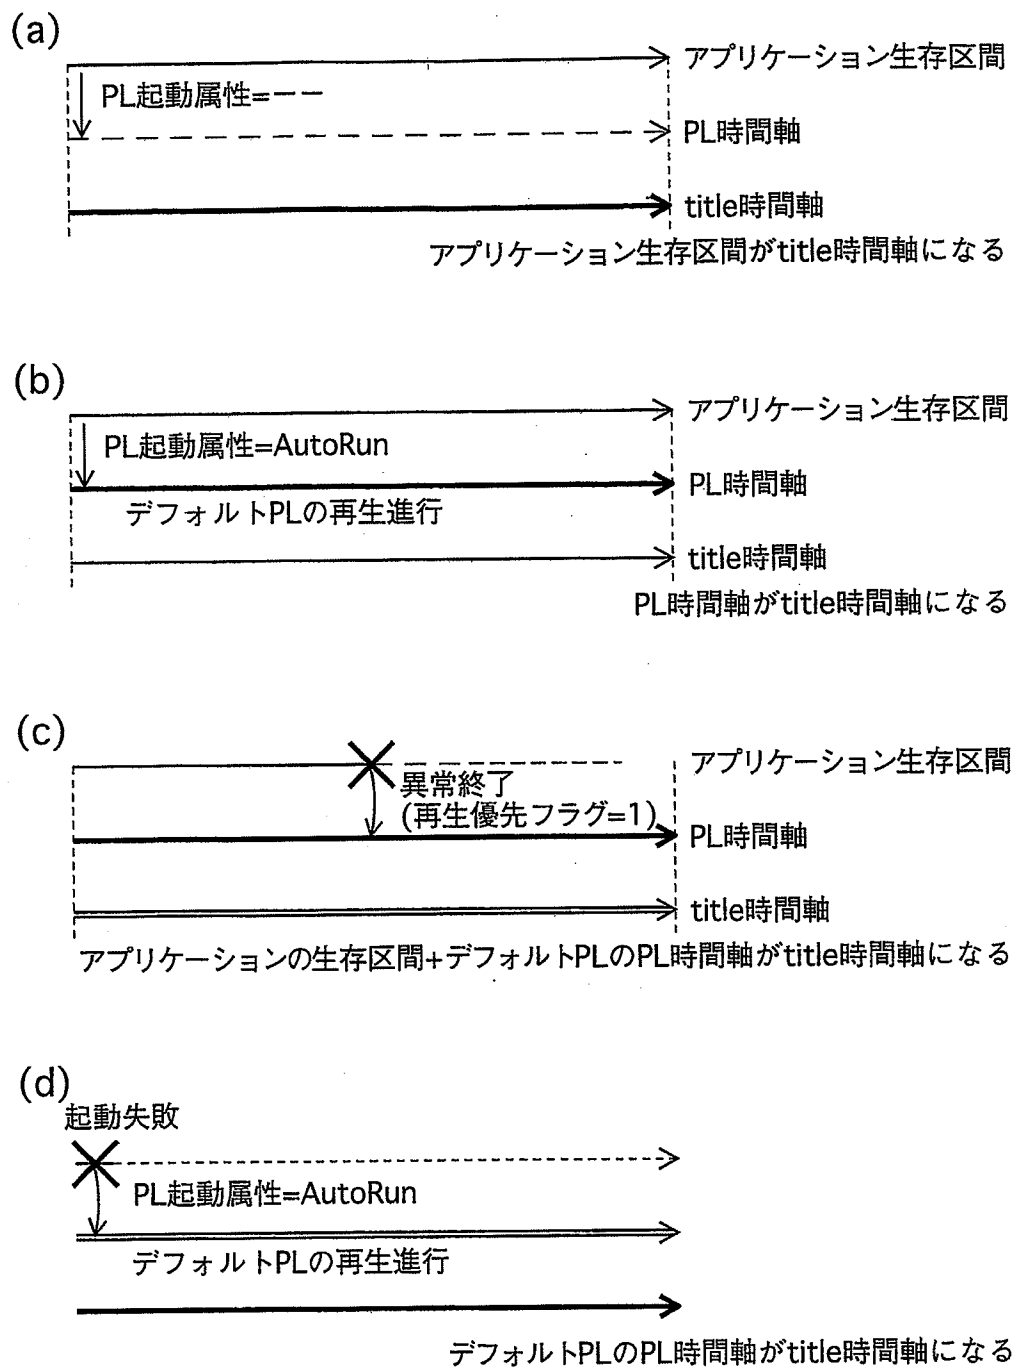 (a)
アプリケーション生存区間
PL起動属性=ーー
PL時間軸
title時間軸
アプリケーション生存区間がtitle時間軸になる
(b)
アプリケーション生存区間
PL起動属性=AutoRun
PL時間軸
デフォルトPLの再生進行
title時間軸
PL時間軸がtitle時間軸になる
(c)
アプリケーション生存区間
異常終了
(再生優先フラグ=1)
PL時間軸
title時間軸
アプリケーションの生存区間+デフォルトPLのPL時間軸がtitle時間軸になる
(d)
起動失敗
PL起動属性=AutoRun
デフォルトPLの再生進行
デフォルトPLのPL時間軸がtitle時間軸になる